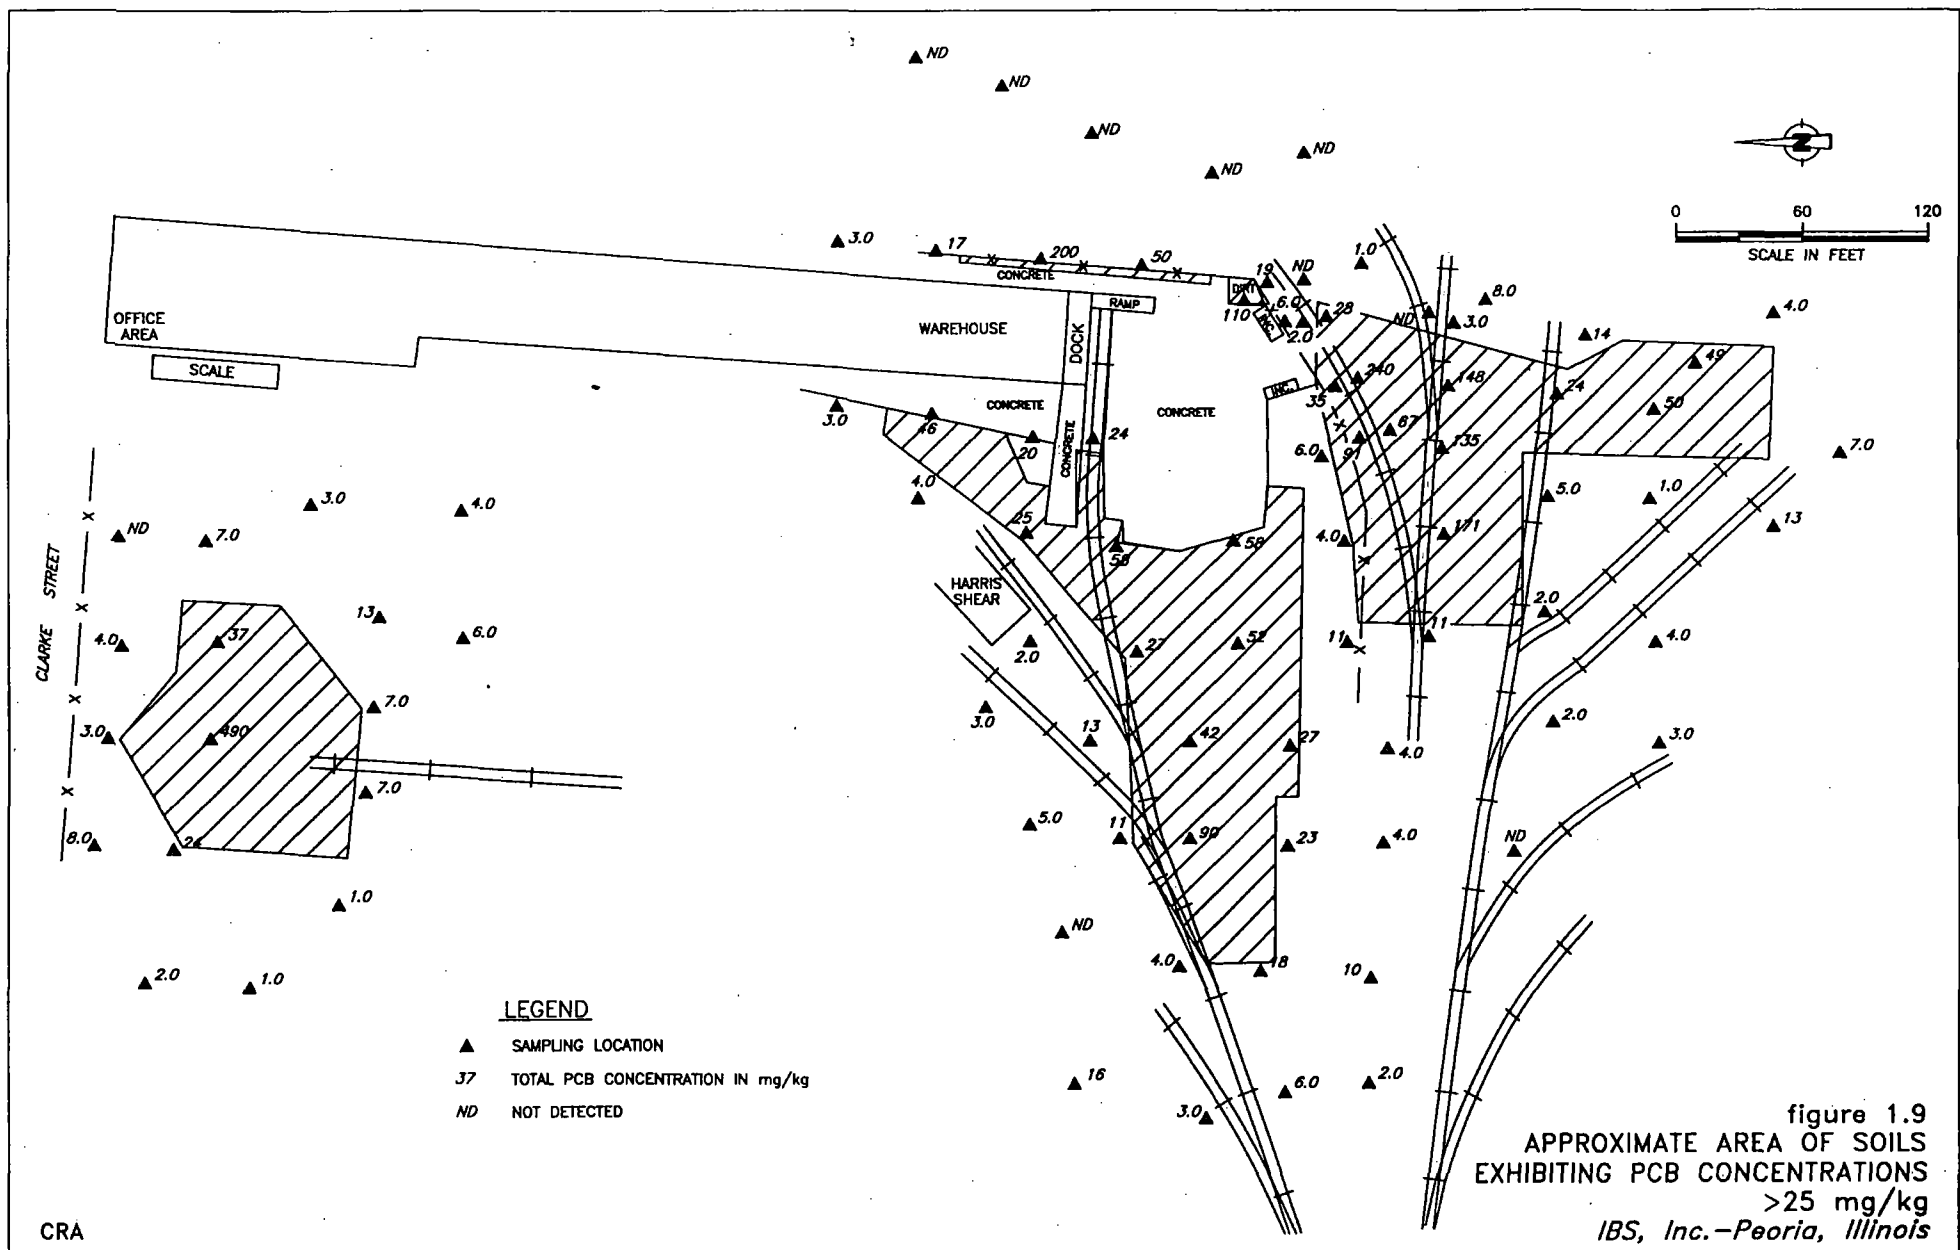 ND
ND
ND
ND
ND
N
0 60 120
SCALE IN FEET
3.0
17
200
50
CONCRETE
19
ND
1.0
DIRT
110
6.0
INC.
2.0
28
ND
3.0
8.0
4.0
14
OFFICE
AREA
SCALE
WAREHOUSE
DOCK
RAMP
CONCRETE
CONCRETE
CONCRETE
INC.
3.0
46
20
24
35
240
148
24
49
50
6.0
97
67
135
7.0
CLARKE STREET
ND
7.0
3.0
4.0
4.0
25
58
58
4.0
171
5.0
1.0
13
HARRIS
SHEAR
4.0
37
13
6.0
2.0
27
52
11
11
2.0
4.0
3.0
490
7.0
3.0
13
42
27
4.0
2.0
3.0
8.0
7.0
5.0
11
90
23
4.0
ND
1.0
ND
2.0
1.0
4.0
18
10
16
3.0
6.0
2.0
LEGEND
SAMPLING LOCATION
37 TOTAL PCB CONCENTRATION IN mg/kg
ND NOT DETECTED
figure 1.9
APPROXIMATE AREA OF SOILS
EXHIBITING PCB CONCENTRATIONS
>25 mg/kg
IBS, Inc.-Peoria, Illinois
CRA